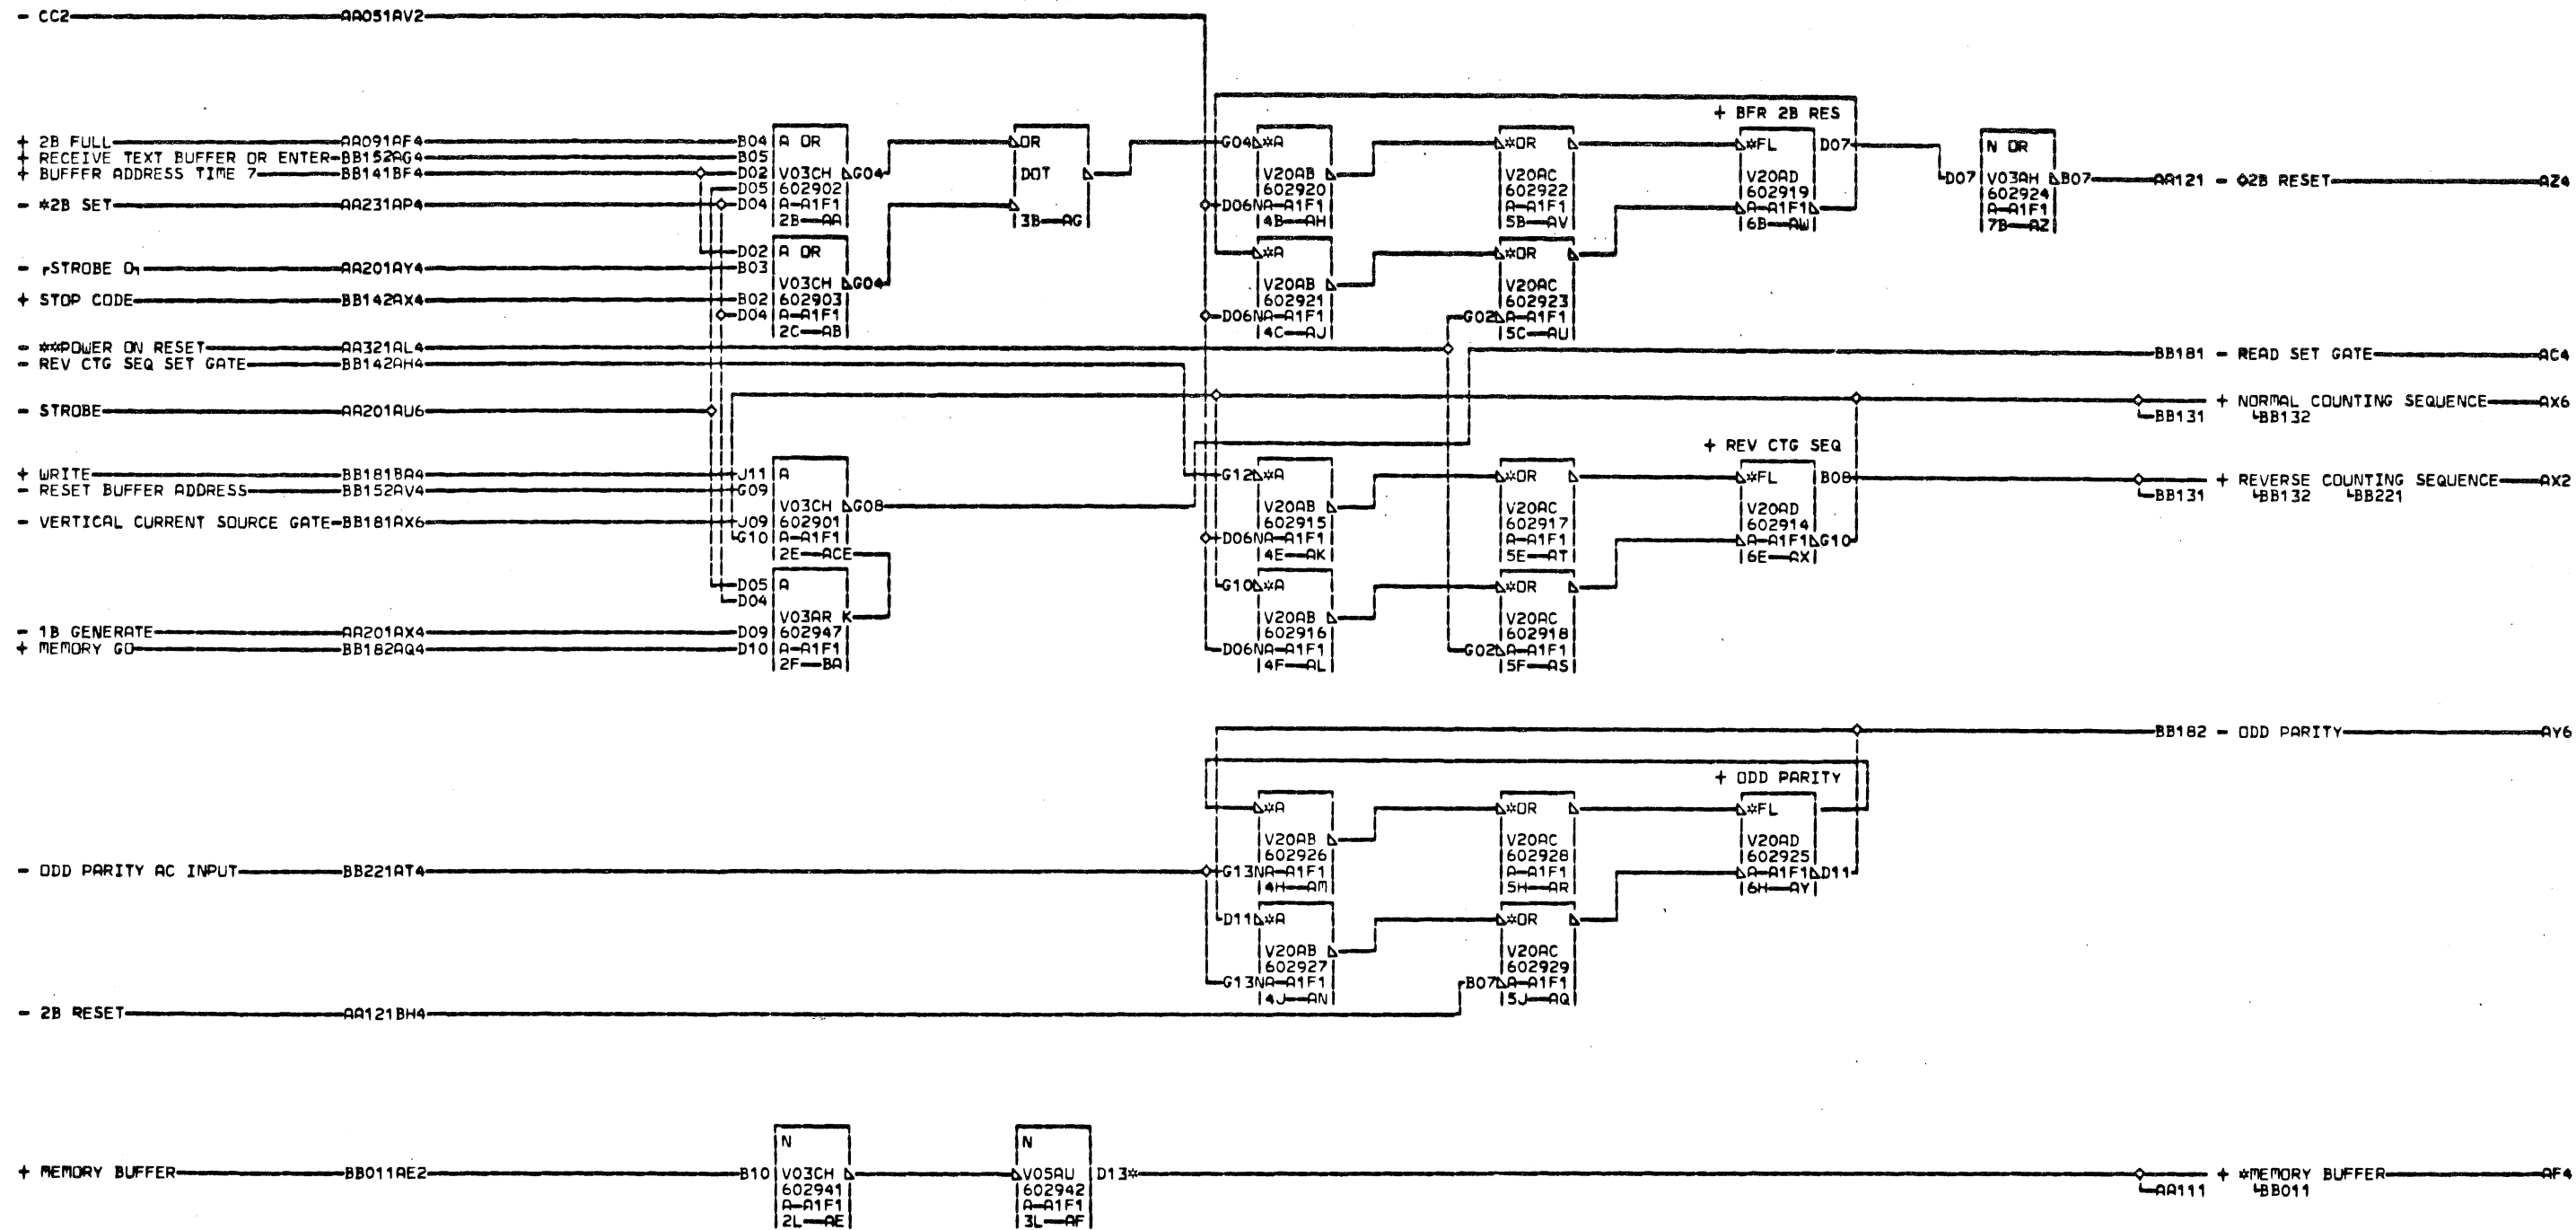 - CC2 AA051AV2
+ BFR 2B RES
+ 2B FULL AA091AF4 B04 A OR OR G04 *A *OR *FL D07 N OR
+ RECEIVE TEXT BUFFER OR ENTER BB152AG4 B05
+ BUFFER ADDRESS TIME 7 BB141BF4 D02 V03CH G04 DOT V20AB V20AC V20AD D07 V03AH B07 AA121 - ◇2B RESET AZ4
D05 602902 602920 602922 602919 602924
- *2B SET AA231AP4 D04 A-A1F1 D06 NA-A1F1 A-A1F1 A-A1F1 A-A1F1
2B AA 3B AG 4B AH 5B AV 6B AW 7B AZ
D02 A OR *A *OR
- ┌STROBE O┐ AA201AY4 B03
V03CH G04 V20AB V20AC
+ STOP CODE BB142AX4 B02 602903 602921 602923
D04 A-A1F1 D06 NA-A1F1 G02 A-A1F1
2C AB 4C AJ 5C AU
- **POWER ON RESET AA321AL4
BB181 - READ SET GATE AC4
- REV CTG SEQ SET GATE BB142AH4
- STROBE AA201AU6 + NORMAL COUNTING SEQUENCE AX6
BB131 BB132
+ REV CTG SEQ
+ WRITE BB181BA4 J11 A G12 *A *OR *FL B08 + REVERSE COUNTING SEQUENCE AX2
- RESET BUFFER ADDRESS BB152AV4 G09 BB131 BB132 BB221
V03CH G08 V20AB V20AC V20AD
- VERTICAL CURRENT SOURCE GATE BB181AX6 J09 602901 602915 602917 602914
G10 A-A1F1 D06 NA-A1F1 A-A1F1 A-A1F1 G10
2E ACE 4E AK 5E AT 6E AX
D05 A G10 *A *OR
D04
V03AR K V20AB V20AC
- 1B GENERATE AA201AX4 D09 602947 602916 602918
+ MEMORY GO BB182AQ4 D10 A-A1F1 D06 NA-A1F1 G02 A-A1F1
2F BA 4F AL 5F AS
BB182 - ODD PARITY AY6
+ ODD PARITY
*A *OR *FL
V20AB V20AC V20AD
602926 602928 602925
- ODD PARITY AC INPUT BB221AT4 G13 NA-A1F1 A-A1F1 A-A1F1 D11
4H AM 5H AR 6H AY
D11 *A *OR
V20AB V20AC
602927 602929
G13 NA-A1F1 B07 A-A1F1
4J AN 5J AQ
- 2B RESET AA121BH4
N N
+ MEMORY BUFFER BB011AE2 B10 V03CH V05AU D13* + *MEMORY BUFFER AF4
602941 602942 AA111 BB011
A-A1F1 A-A1F1
2L AE 3L AF